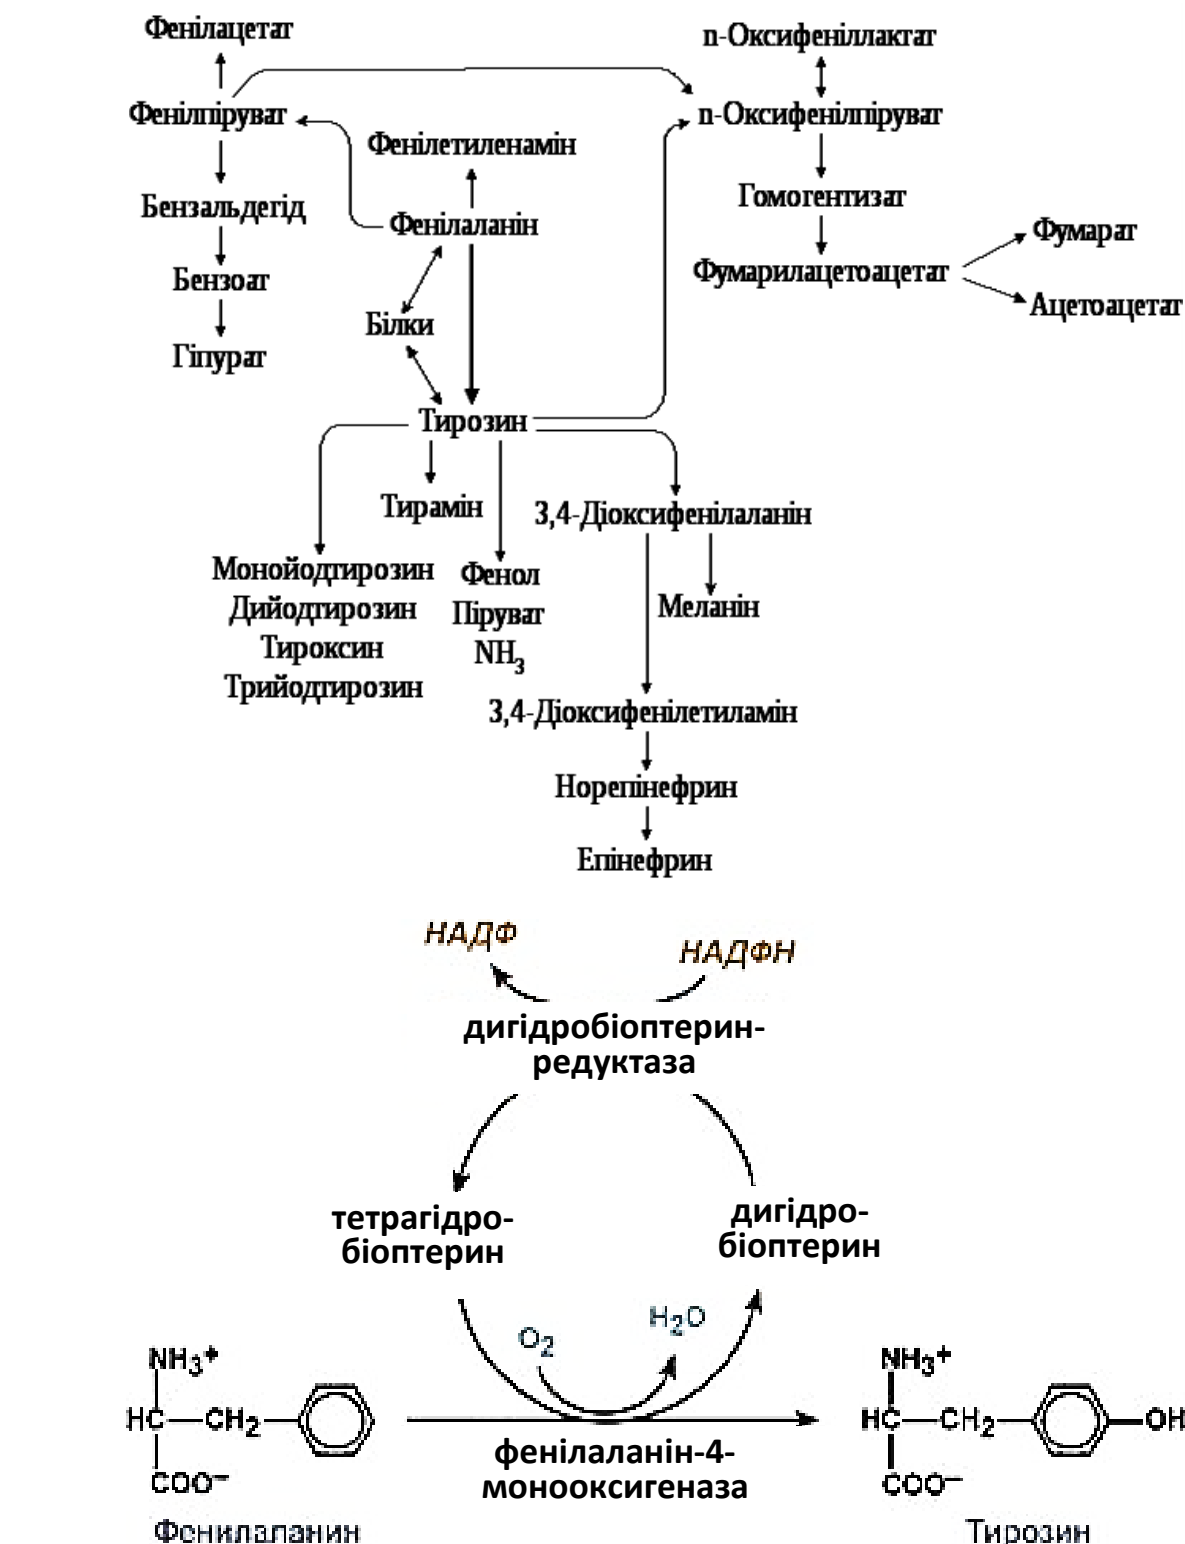 Фенілацетат
n-Оксифеніллактат
Фенілпіруват
n-Оксифенілпіруват
Фенілетиленамін
Бензальдегід
Фенілаланін
Гомогентизат
Бензоат
Білки
Фумарилацетоацетат
Фумарат
Ацетоацетат
Гіпурат
Тирозин
Тирамін
3,4-Діоксифенілаланін
Монойодтирозин
Дийодтирозин
Тироксин
Трийодтирозин
Фенол
Піруват
NH3
Меланін
3,4-Діоксифенілетиламін
Норепінефрин
Епінефрин
НАДФ
НАДФН
дигідробіоптерин-
редуктаза
тетрагідро-
біоптерин
дигідро-
біоптерин
O2
H2O
NH3+
HC—CH2
COO−
Фенилаланин
фенілаланін-4-
монооксигеназа
NH3+
HC—CH2
OH
COO−
Тирозин